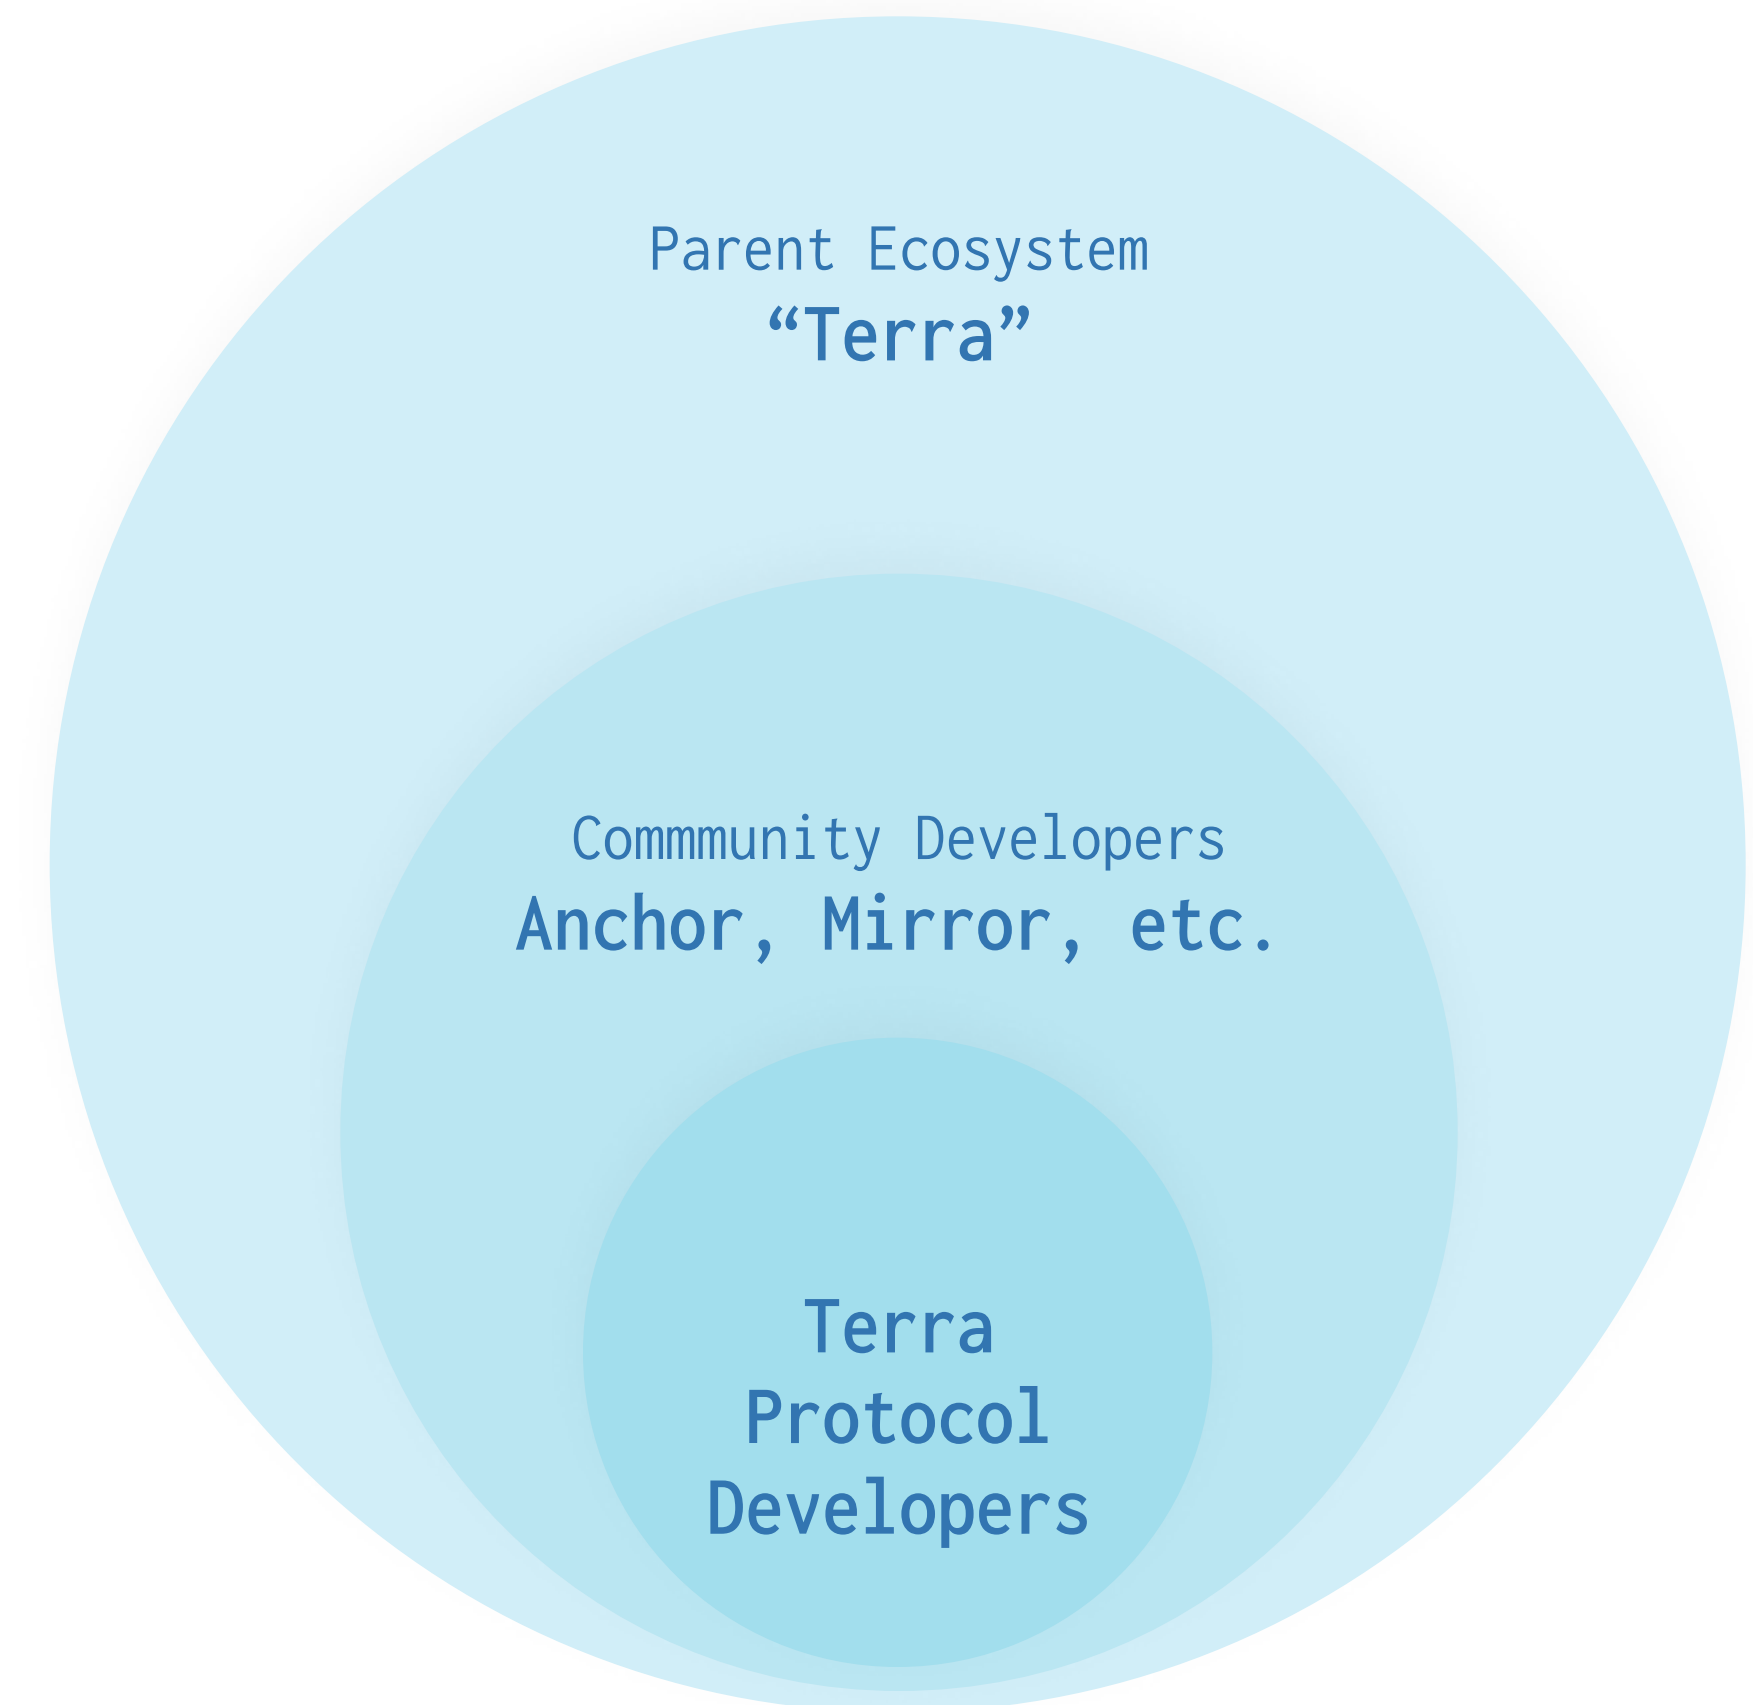 Parent Ecosystem
“Terra”
Commmunity Developers
Anchor, Mirror, etc.
Terra
Protocol
Developers